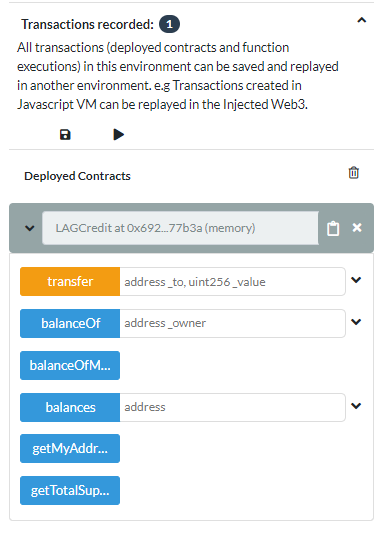 Transactions recorded: 1
All transactions (deployed contracts and function
executions) in this environment can be saved and replayed
in another environment. e.g Transactions created in
Javascript VM can be replayed in the Injected Web3.
Deployed Contracts
LAGCredit at 0x692...77b3a (memory)
transfer address _to, uint256 _value
balanceOf address _owner
balanceOfM...
balances address
getMyAddr...
getTotalSup...